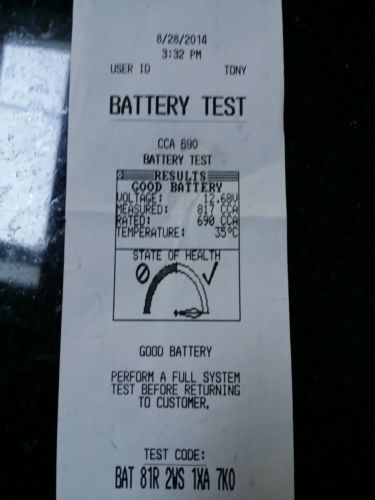 8/28/2014
3:32 PM
USER ID TONY
BATTERY TEST
CCA 690
BATTERY TEST
RESULTS
GOOD BATTERY
VOLTAGE: 12.68V
MEASURED: 817 CCA
RATED: 690 CCA
TEMPERATURE: 35°C
STATE OF HEALTH
GOOD BATTERY
PERFORM A FULL SYSTEM
TEST BEFORE RETURNING
TO CUSTOMER.
TEST CODE:
BAT 81R 2WS 1XA 7K0